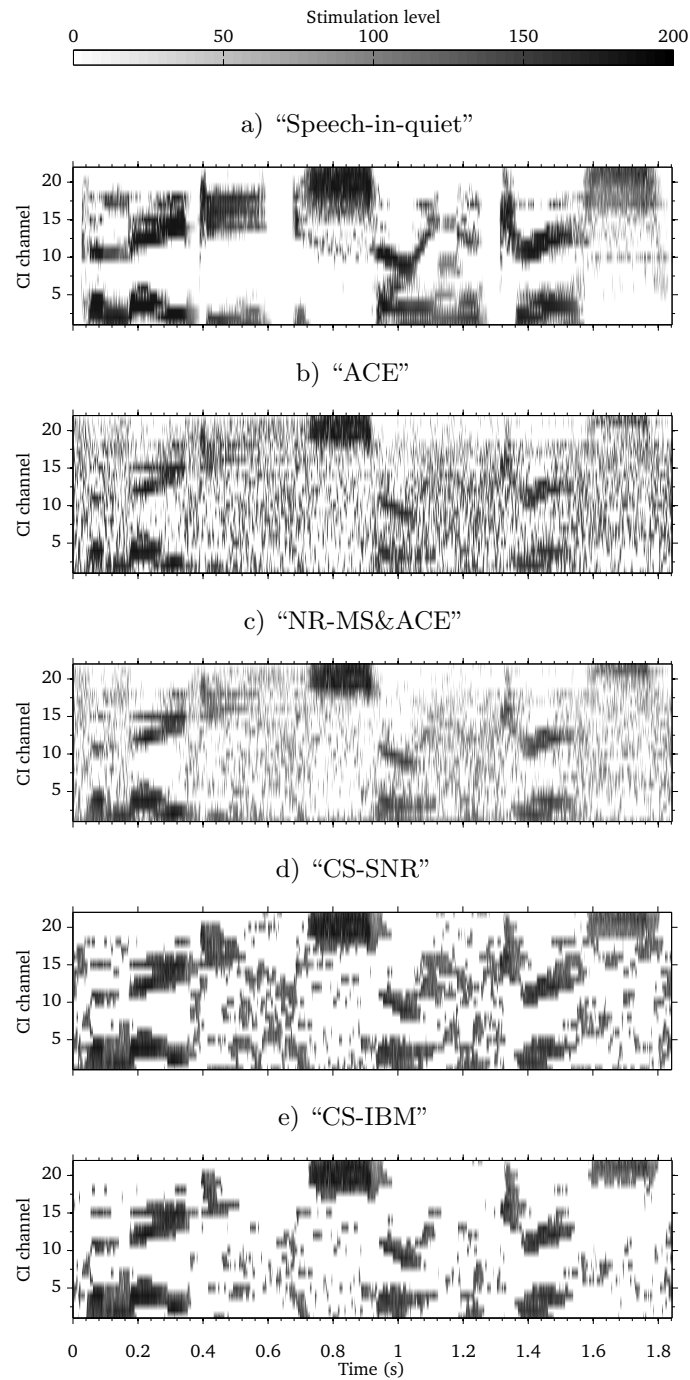 Stimulation level
0 50 100 150 200
a) “Speech-in-quiet”
CI channel
20
15
10
5
b) “ACE”
CI channel
20
15
10
5
c) “NR-MS&ACE”
CI channel
20
15
10
5
d) “CS-SNR”
CI channel
20
15
10
5
e) “CS-IBM”
CI channel
20
15
10
5
0 0.2 0.4 0.6 0.8 1 1.2 1.4 1.6 1.8
Time (s)